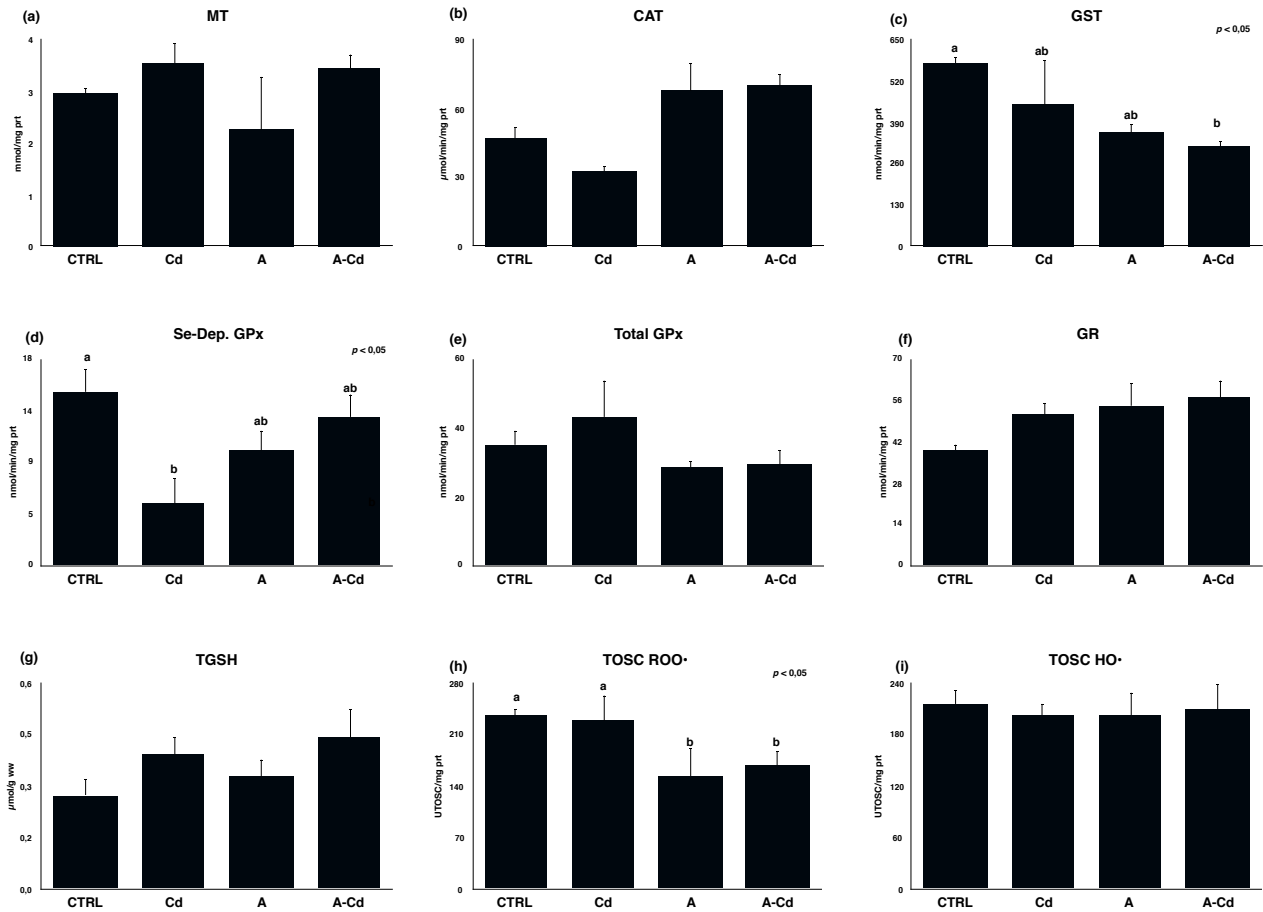 (a)
MT
4
3
2
1
0
mmol/mg prt
CTRL Cd A A-Cd
(b)
CAT
90
60
30
0
µmol/min/mg prt
CTRL Cd A A-Cd
(c)
GST
p < 0,05
650
520
390
260
130
0
nmol/min/mg prt
a
ab
ab
b
CTRL Cd A A-Cd
(d)
Se-Dep. GPx
p < 0,05
18
14
9
5
0
nmol/min/mg prt
a
b
ab
ab
b
CTRL Cd A A-Cd
(e)
Total GPx
60
40
20
0
nmol/min/mg prt
CTRL Cd A A-Cd
(f)
GR
70
56
42
28
14
0
nmol/min/mg prt
CTRL Cd A A-Cd
(g)
TGSH
0,6
0,5
0,3
0,2
0,0
µmol/g ww
CTRL Cd A A-Cd
(h)
TOSC ROO•
p < 0,05
280
210
140
70
0
UTOSC/mg prt
a
a
b
b
CTRL Cd A A-Cd
(i)
TOSC HO•
240
180
120
60
0
UTOSC/mg prt
CTRL Cd A A-Cd